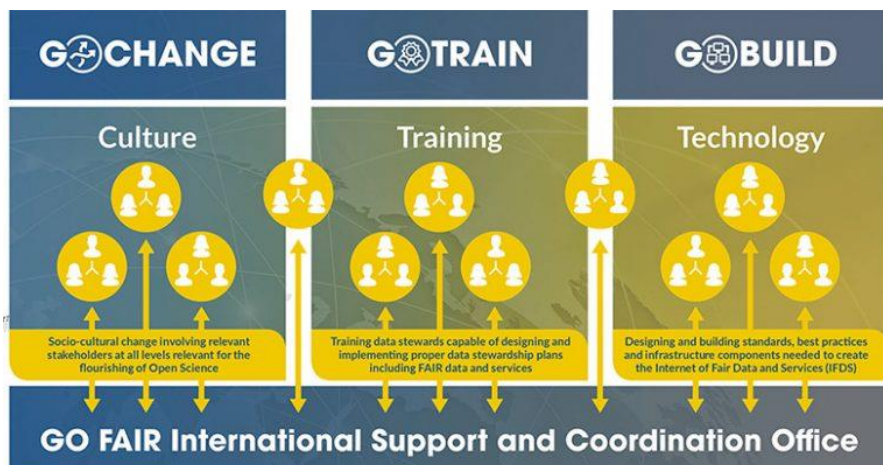 GO CHANGE
GO TRAIN
GO BUILD
Culture
Training
Technology
Socio-cultural change involving relevant
stakeholders at all levels relevant for the
flourishing of Open Science
Training data stewards capable of designing and
implementing proper data stewardship plans
including FAIR data and services
Designing and building standards, best practices
and infrastructure components needed to create
the Internet of Fair Data and Services (IFDS)
GO FAIR International Support and Coordination Office